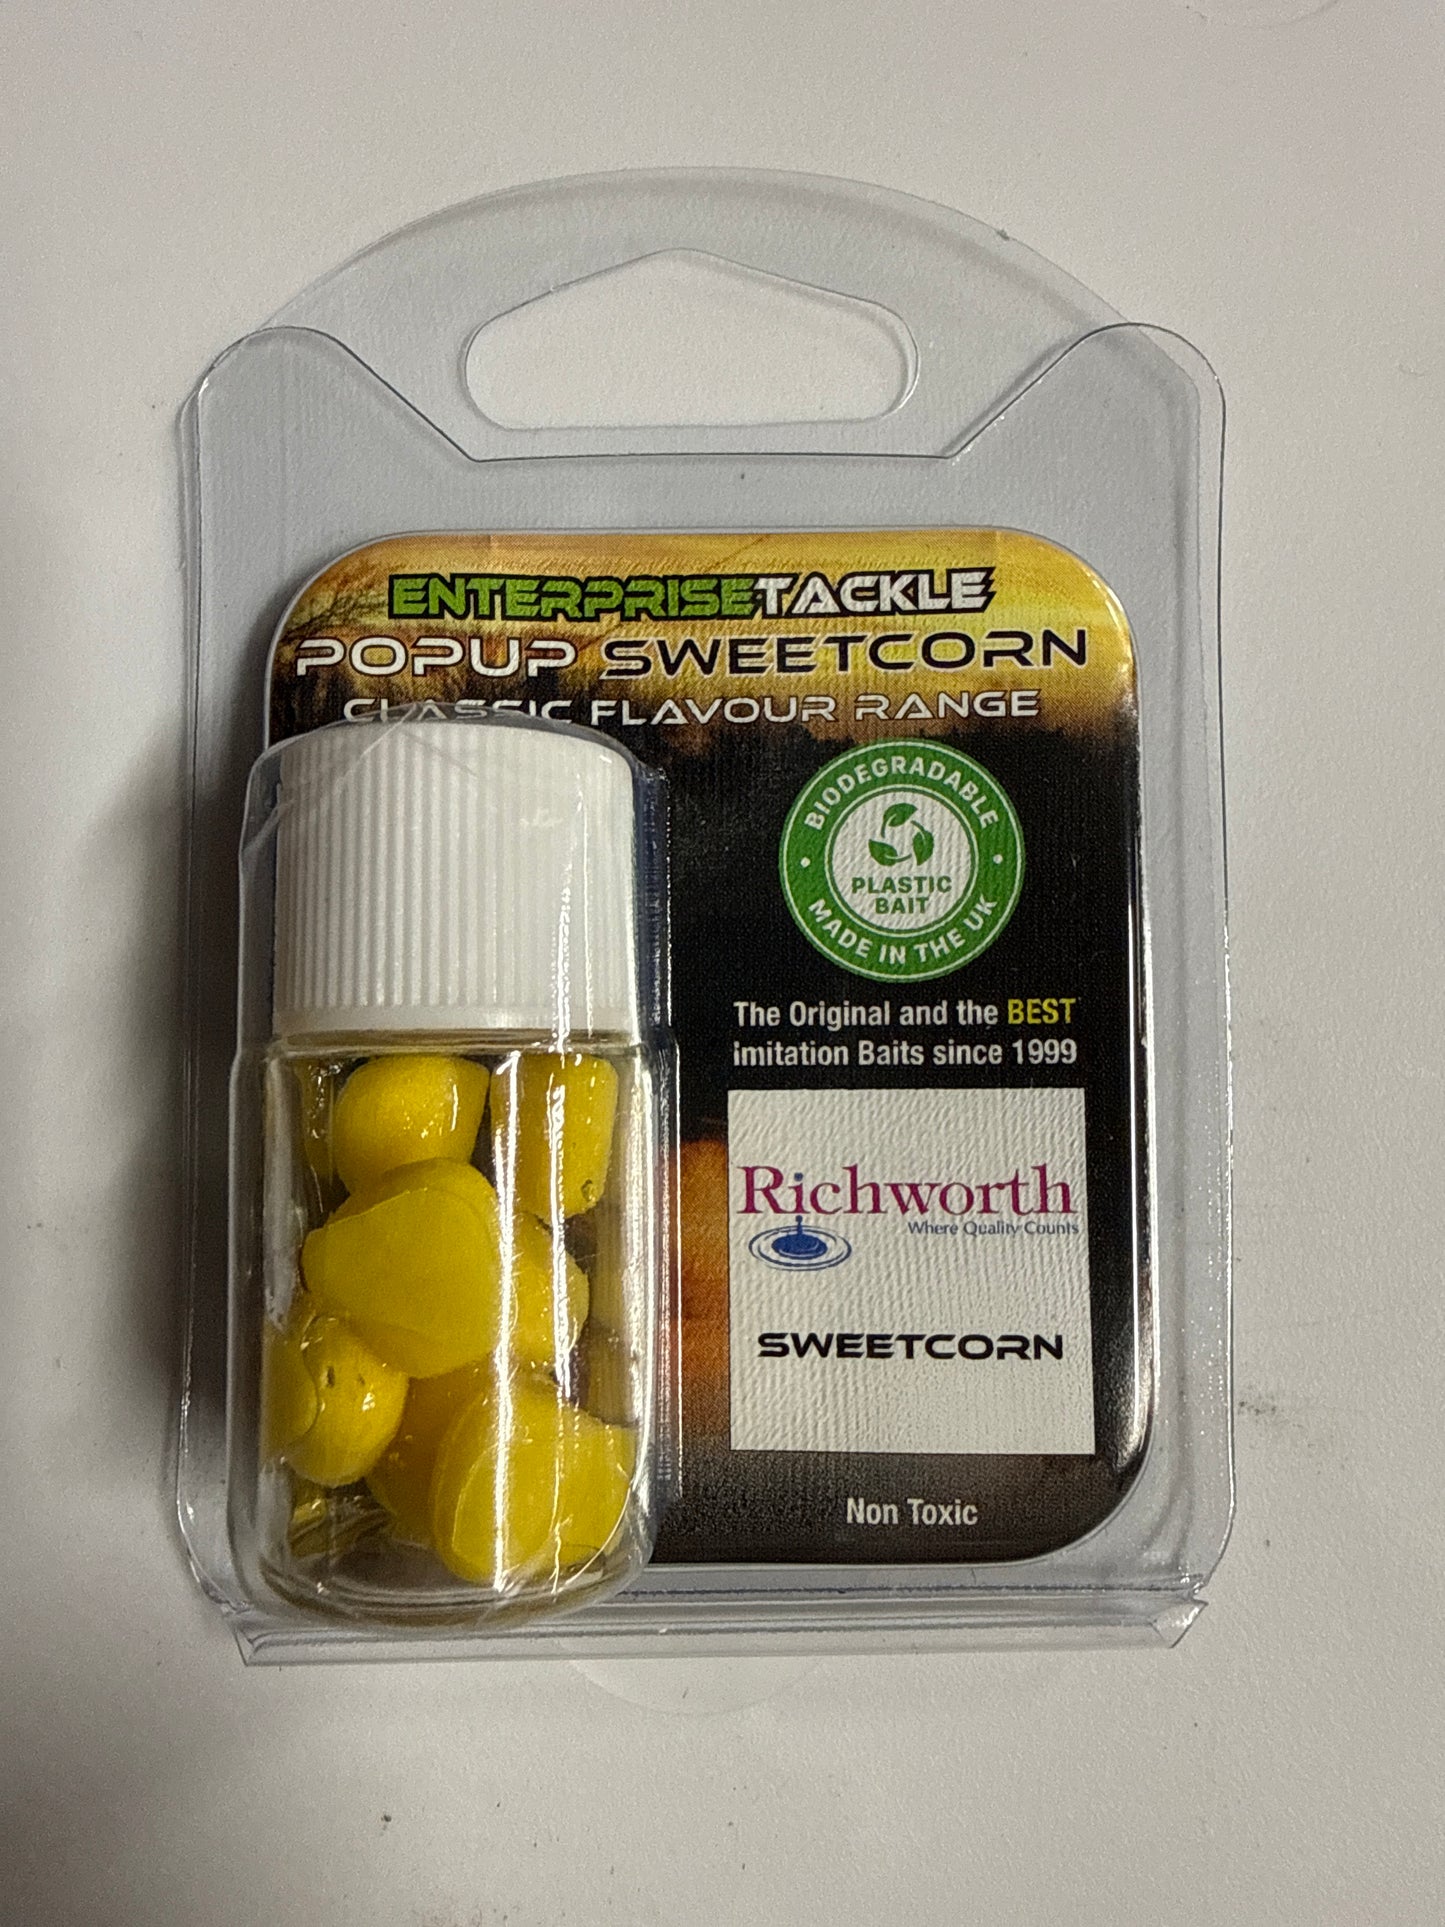 ENTERPRISETACKLE
POPUP SWEETCORN
CLASSIC FLAVOUR RANGE
BIODEGRADABLE
PLASTIC
BAIT
MADE IN THE UK
The Original and the BEST
imitation Baits since 1999
Richworth
Where Quality Counts
SWEETCORN
Non Toxic